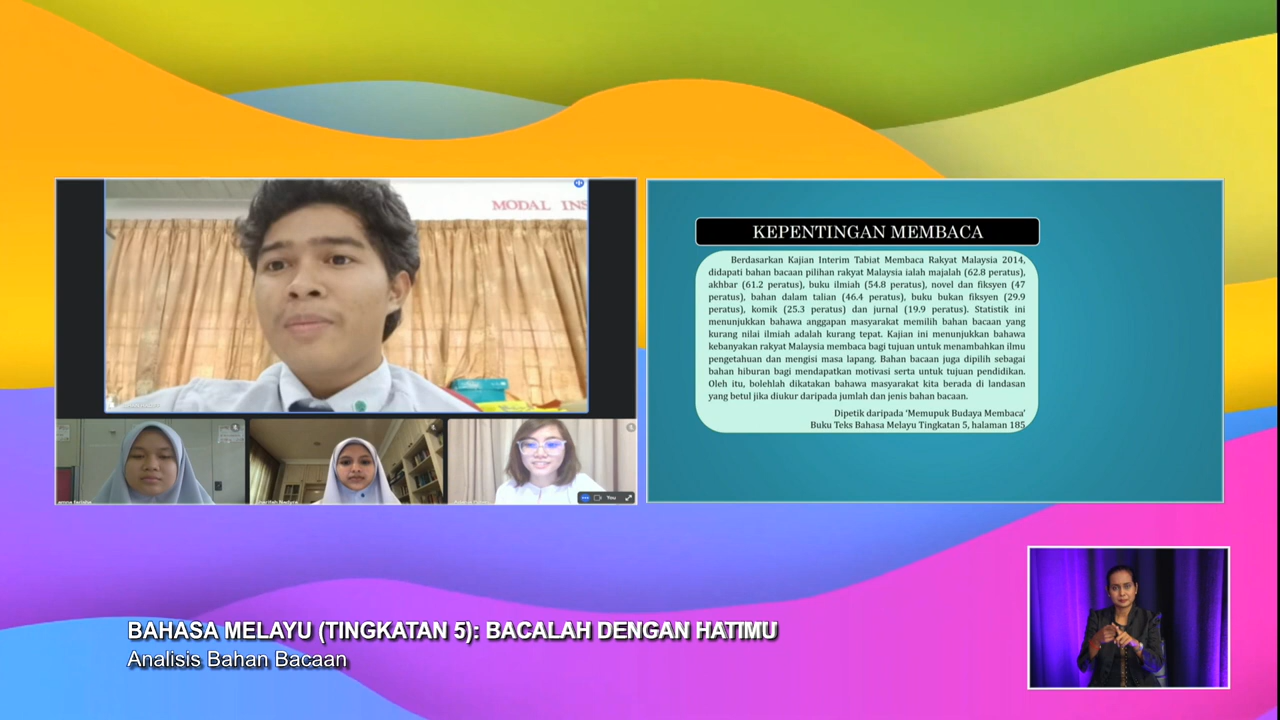 MODAL INS
KEPENTINGAN MEMBACA
Berdasarkan Kajian Interim Tabiat Membaca Rakyat Malaysia 2014,
didapati bahan bacaan pilihan rakyat Malaysia ialah majalah (62.8 peratus),
akhbar (61.2 peratus), buku ilmiah (54.8 peratus), novel dan fiksyen (47
peratus), bahan dalam talian (46.4 peratus), buku bukan fiksyen (29.9
peratus), komik (25.3 peratus) dan jurnal (19.9 peratus). Statistik ini
menunjukkan bahawa anggapan masyarakat memilih bahan bacaan yang
kurang nilai ilmiah adalah kurang tepat. Kajian ini menunjukkan bahawa
kebanyakan rakyat Malaysia membaca bagi tujuan untuk menambahkan ilmu
pengetahuan dan mengisi masa lapang. Bahan bacaan juga dipilih sebagai
bahan hiburan bagi mendapatkan motivasi serta untuk tujuan pendidikan.
Oleh itu, bolehlah dikatakan bahawa masyarakat kita berada di landasan
yang betul jika diukur daripada jumlah dan jenis bahan bacaan.
Dipetik daripada 'Memupuk Budaya Membaca'
Buku Teks Bahasa Melayu Tingkatan 5, halaman 185
You
BAHASA MELAYU (TINGKATAN 5): BACALAH DENGAN HATIMU
Analisis Bahan Bacaan